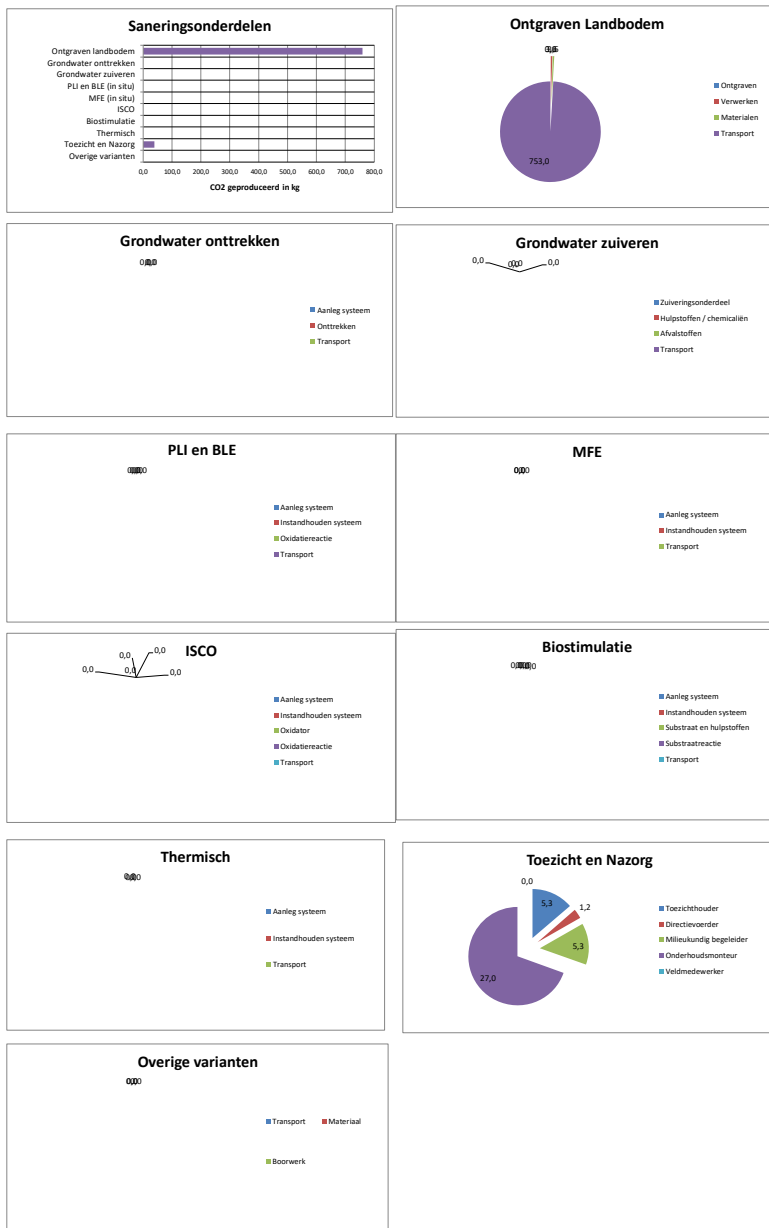 Saneringsonderdelen
Ontgraven landbodem
Grondwater onttrekken
Grondwater zuiveren
PLI en BLE (in situ)
MFE (in situ)
ISCO
Biostimulatie
Thermisch
Toezicht en Nazorg
Overige varianten
0,0 100,0 200,0 300,0 400,0 500,0 600,0 700,0 800,0
CO2 geproduceerd in kg
Ontgraven Landbodem
753,0
Ontgraven
Verwerken
Materialen
Transport
Grondwater onttrekken
Aanleg systeem
Onttrekken
Transport
Grondwater zuiveren
0,0 0,0 0,0
Zuiveringsonderdeel
Hulpstoffen / chemicaliën
Afvalstoffen
Transport
PLI en BLE
Aanleg systeem
Instandhouden systeem
Oxidatiereactie
Transport
MFE
Aanleg systeem
Instandhouden systeem
Transport
ISCO
0,0 0,0
0,0 0,0 0,0
Aanleg systeem
Instandhouden systeem
Oxidator
Oxidatiereactie
Transport
Biostimulatie
Aanleg systeem
Instandhouden systeem
Substraat en hulpstoffen
Substraatreactie
Transport
Thermisch
Aanleg systeem
Instandhouden systeem
Transport
Toezicht en Nazorg
0,0
5,3
1,2
5,3
27,0
Toezichthouder
Directievoerder
Milieukundig begeleider
Onderhoudsmonteur
Veldmedewerker
Overige varianten
Transport Materiaal
Boorwerk